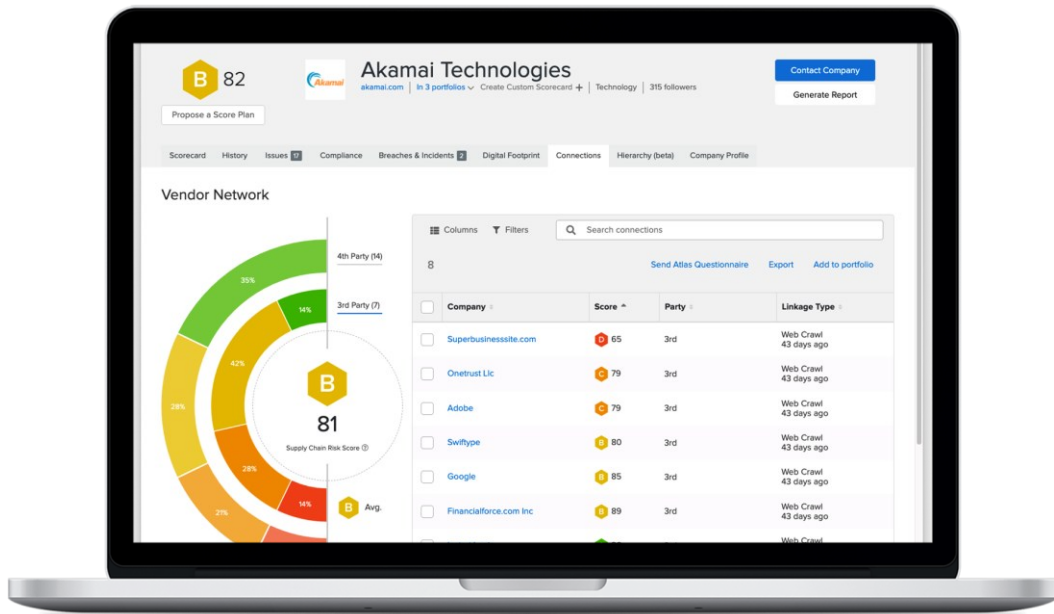 B 82
Propose a Score Plan
Akamai
Akamai Technologies
akamai.com | In 3 portfolios Create Custom Scorecard + | Technology | 315 followers
Contact Company
Generate Report
Scorecard History Issues 17 Compliance Breaches & Incidents 2 Digital Footprint Connections Hierarchy (beta) Company Profile
Vendor Network
4th Party (14)
3rd Party (7)
35%
14%
42%
28%
28%
14%
21%
B
81
Supply Chain Risk Score ?
B Avg.
Columns Filters Search connections
8 Send Atlas Questionnaire Export Add to portfolio
Company Score Party Linkage Type
Superbusinesssite.com D 65 3rd Web Crawl
43 days ago
Onetrust Llc C 79 3rd Web Crawl
43 days ago
Adobe C 79 3rd Web Crawl
43 days ago
Swiftype B 80 3rd Web Crawl
43 days ago
Google B 85 3rd Web Crawl
43 days ago
Financialforce.com Inc B 89 3rd Web Crawl
43 days ago
Web Crawl